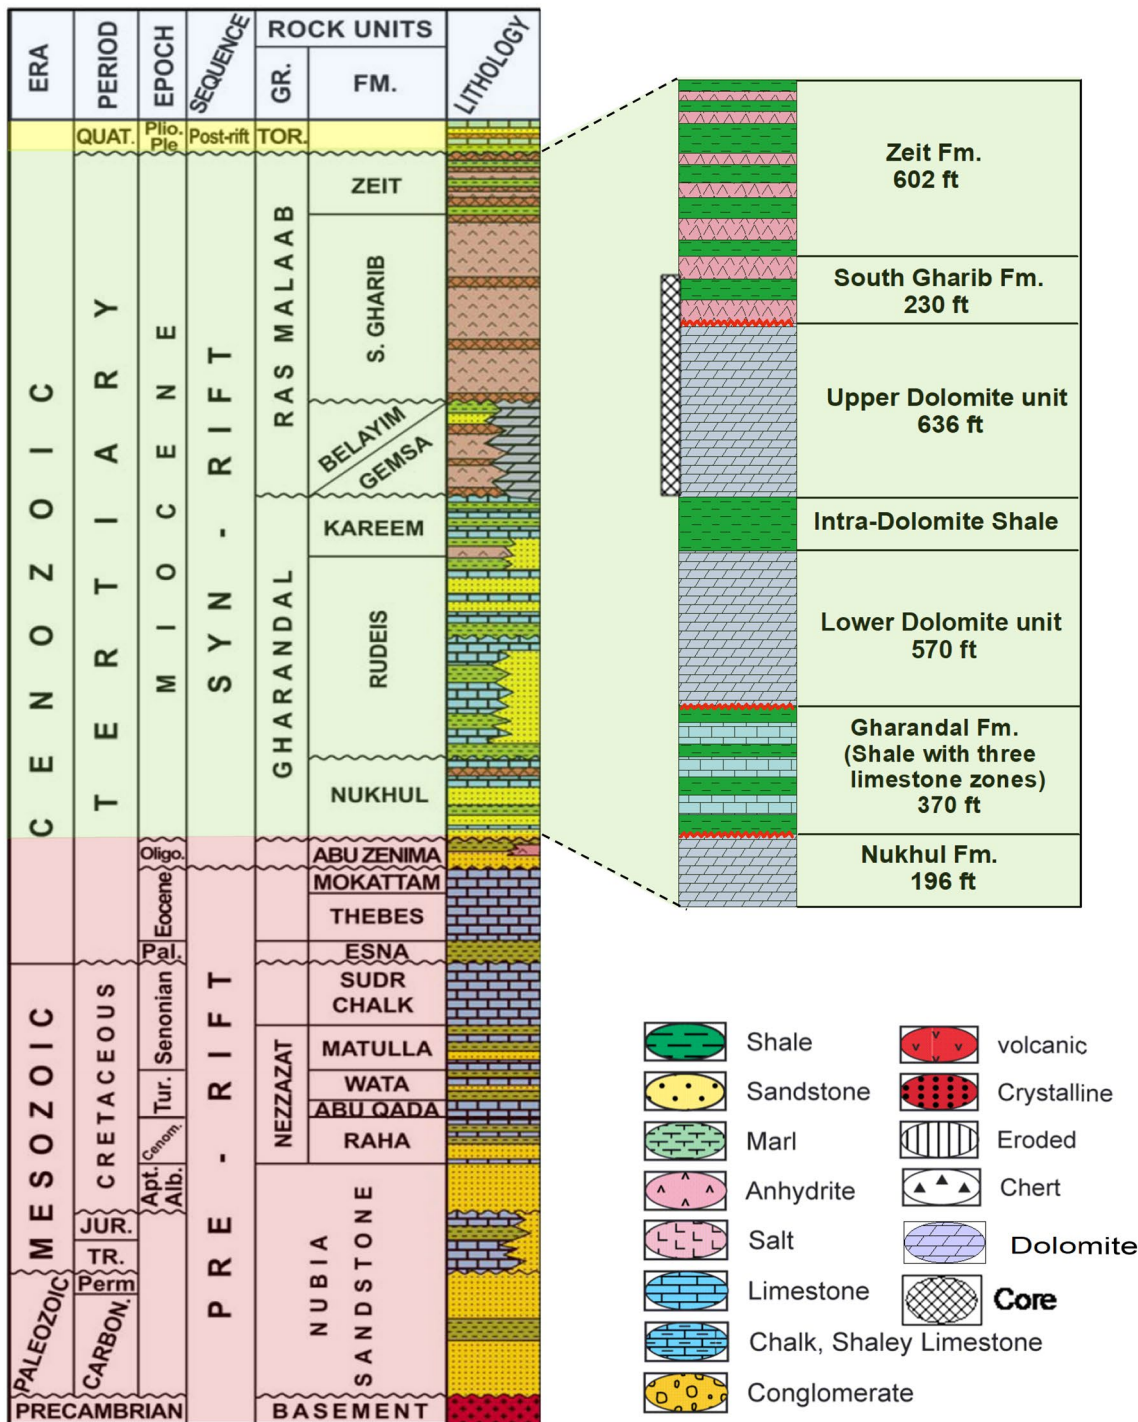 ERA
PERIOD
EPOCH
SEQUENCE
ROCK UNITS
GR.
FM.
LITHOLOGY
QUAT.
Plio.
Ple
Post-rift
TOR.
CENOZOIC
TERTIARY
MIOCENE
SYN-RIFT
RAS MALAAB
ZEIT
S. GHARIB
BELAYIM
GEMSA
GHARANDAL
KAREEM
RUDEIS
NUKHUL
Oligo.
ABU ZENIMA
Eocene
MOKATTAM
THEBES
Pal.
ESNA
MESOZOIC
CRETACEOUS
Senonian
PRE-RIFT
SUDR
CHALK
NEZZAZAT
MATULLA
Tur.
WATA
ABU QADA
Cenom.
RAHA
Apt.
Alb.
NUBIA
SANDSTONE
JUR.
TR.
PALEOZOIC
Perm
CARBON.
PRECAMBRIAN
BASEMENT
Zeit Fm.
602 ft
South Gharib Fm.
230 ft
Upper Dolomite unit
636 ft
Intra-Dolomite Shale
Lower Dolomite unit
570 ft
Gharandal Fm.
(Shale with three
limestone zones)
370 ft
Nukhul Fm.
196 ft
Shale
Sandstone
Marl
Anhydrite
Salt
Limestone
Chalk, Shaley Limestone
Conglomerate
volcanic
Crystalline
Eroded
Chert
Dolomite
Core